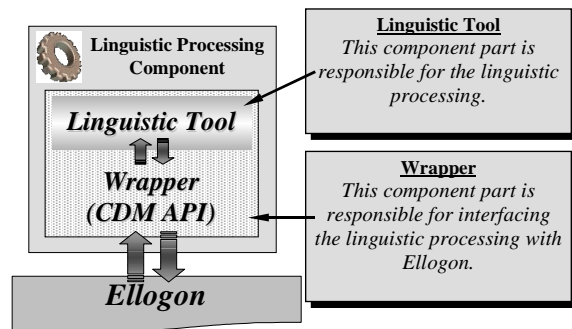 Linguistic Processing
Component
Linguistic Tool
Wrapper
(CDM API)
Ellogon
Linguistic Tool
This component part is
responsible for the linguistic
processing.
Wrapper
This component part is
responsible for interfacing
the linguistic processing with
Ellogon.